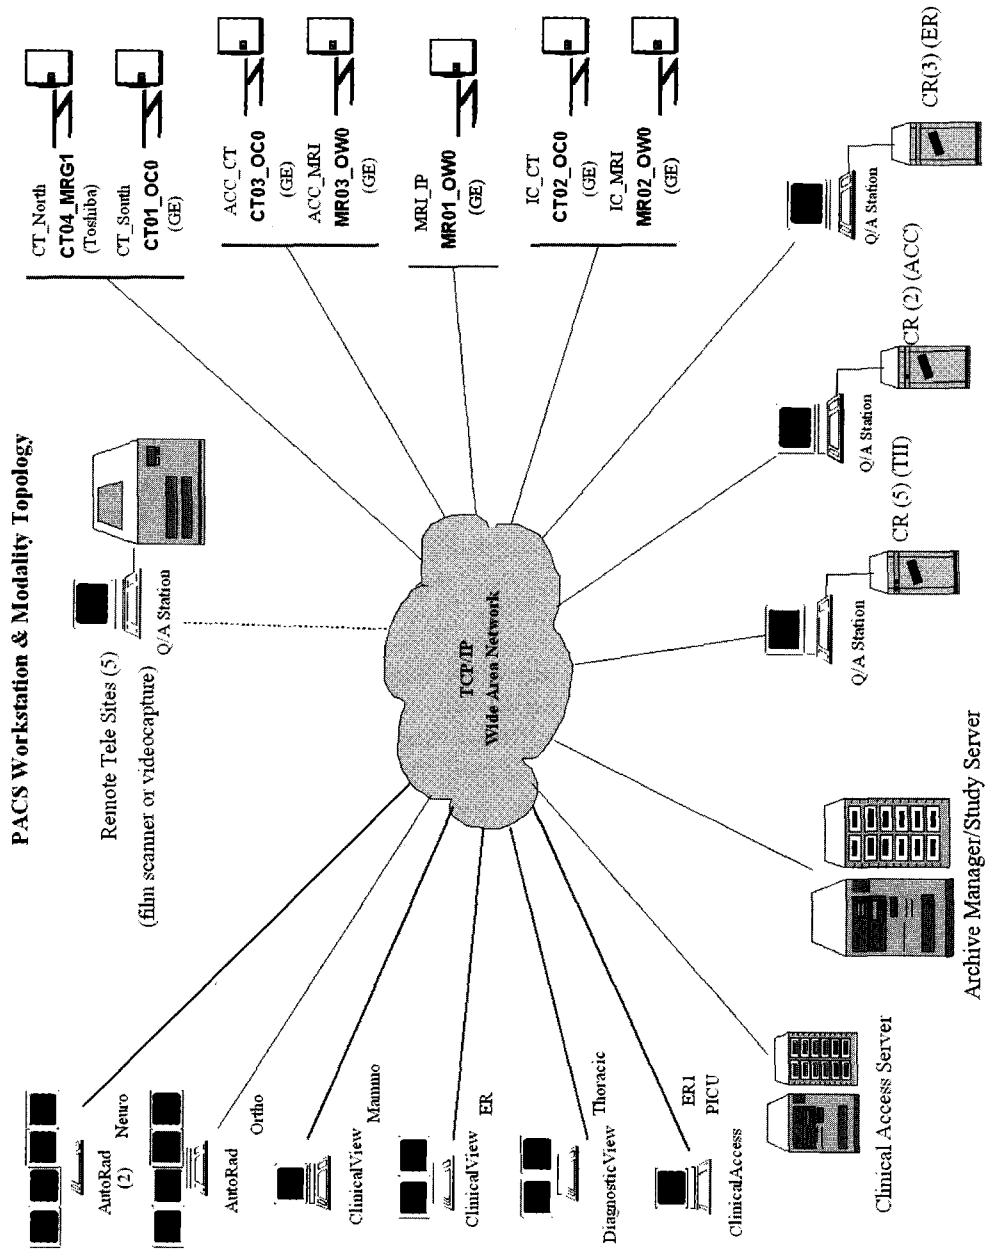 PACS Workstation & Modality Topology
AutoRad
(2)
Neuro
AutoRad
Ortho
ClinicalView
Mammo
ClinicalView
ER
DiagnosticView
Thoracic
ClinicalAccess
ER1
PICU
Clinical Access Server
Archive Manager/Study Server
Remote Tele Sites (5)
(film scanner or videocapture)
Q/A Station
TCP/IP
Wide Area Network
CT_North
CT04_MRG1
(Toshiba)
CT_South
CT01_OC0
(GE)
ACC_CT
CT03_OC0
(GE)
ACC_MRI
MR03_OW0
(GE)
MRI_IP
MR01_OW0
(GE)
IC_CT
CT02_OC0
(GE)
IC_MRI
MR02_OW0
Q/A Station
CR (5) (TII)
Q/A Station
CR (2) (ACC)
Q/A Station
CR(3) (ER)